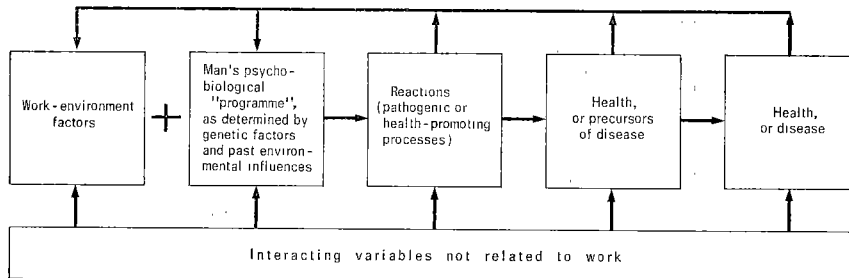 Work-environment
factors
+
Man's psycho-
biological
"programme",
as determined by
genetic factors
and past environ-
mental influences
Reactions
(pathogenic or
health-promoting
processes)
Health,
or precursors
of disease
Health,
or disease
Interacting variables not related to work